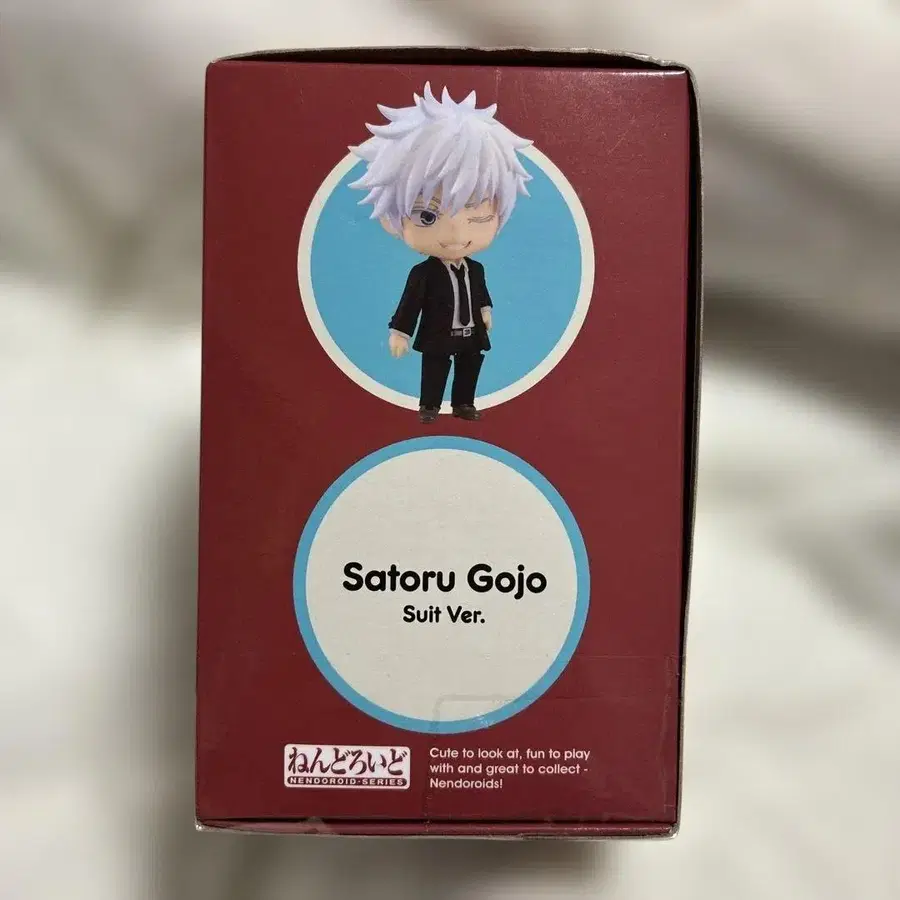 Satoru Gojo
Suit Ver.
ねんどろいど
NENDOROID-SERIES
Cute to look at, fun to play
with and great to collect -
Nendoroids!